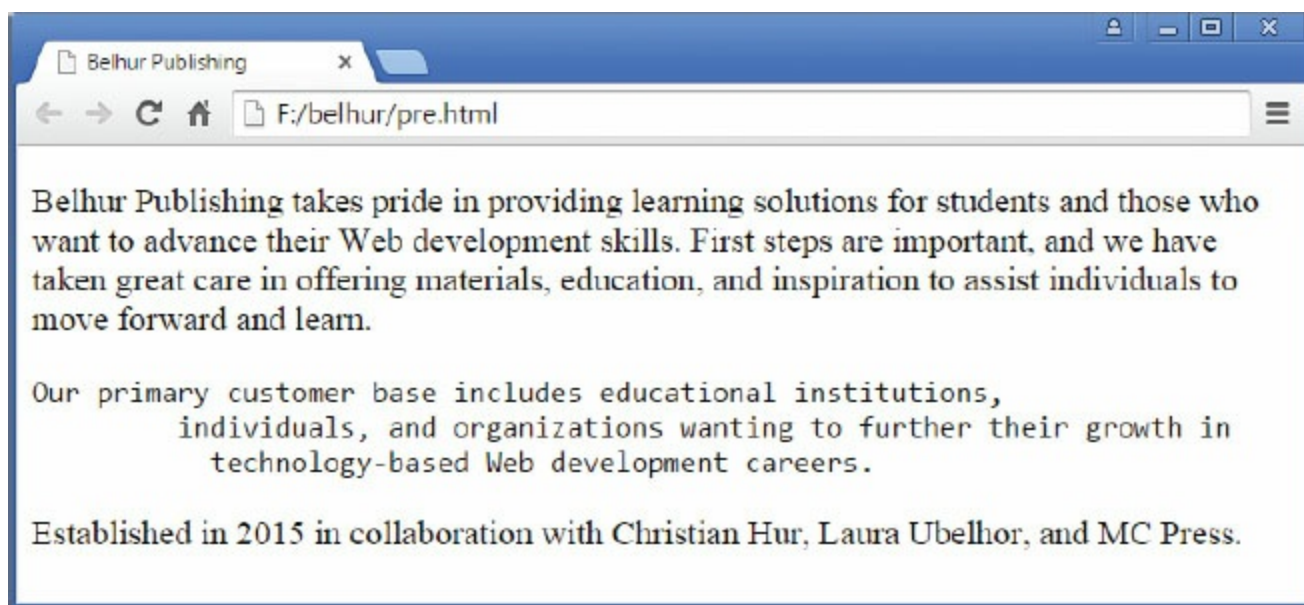 Belhur Publishing
F:/belhur/pre.html
Belhur Publishing takes pride in providing learning solutions for students and those who
want to advance their Web development skills. First steps are important, and we have
taken great care in offering materials, education, and inspiration to assist individuals to
move forward and learn.
Our primary customer base includes educational institutions,
individuals, and organizations wanting to further their growth in
technology-based Web development careers.
Established in 2015 in collaboration with Christian Hur, Laura Ubelhor, and MC Press.